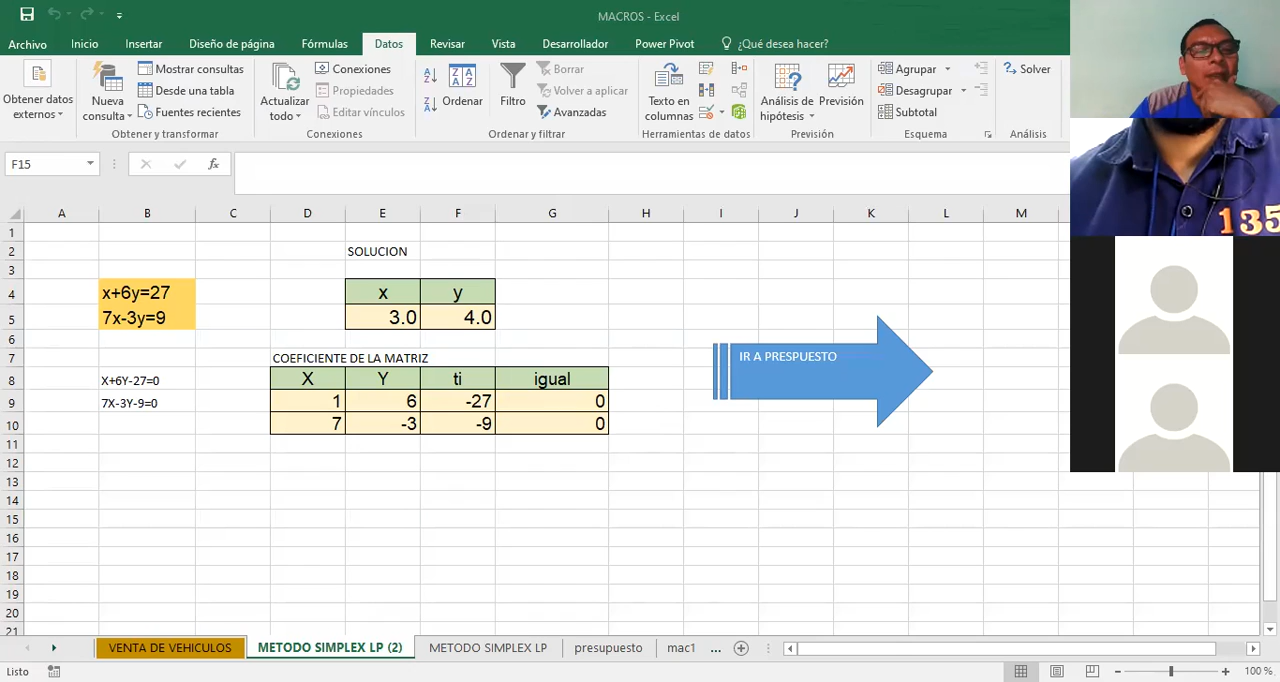 MACROS - Excel
Archivo Inicio Insertar Diseño de página Fórmulas Datos Revisar Vista Desarrollador Power Pivot ¿Qué desea hacer?
Obtener datos externos
Nueva consulta
Mostrar consultas
Desde una tabla
Fuentes recientes
Obtener y transformar
Actualizar todo
Conexiones
Propiedades
Editar vínculos
Conexiones
Ordenar
Filtro
Borrar
Volver a aplicar
Avanzadas
Ordenar y filtrar
Texto en columnas
Herramientas de datos
Análisis de hipótesis
Previsión
Previsión
Agrupar
Desagrupar
Subtotal
Esquema
Solver
Análisis
F15
fx
A B C D E F G H I J K L M
1
2 SOLUCION
3
4 x+6y=27 x y
5 7x-3y=9 3.0 4.0
6
7 COEFICIENTE DE LA MATRIZ
8 X+6Y-27=0 X Y ti igual
9 7X-3Y-9=0 1 6 -27 0
10 7 -3 -9 0
IR A PRESPUESTO
11
12
13
14
15
16
17
18
19
20
21
135
VENTA DE VEHICULOS METODO SIMPLEX LP (2) METODO SIMPLEX LP presupuesto mac1 ...
Listo 100 %